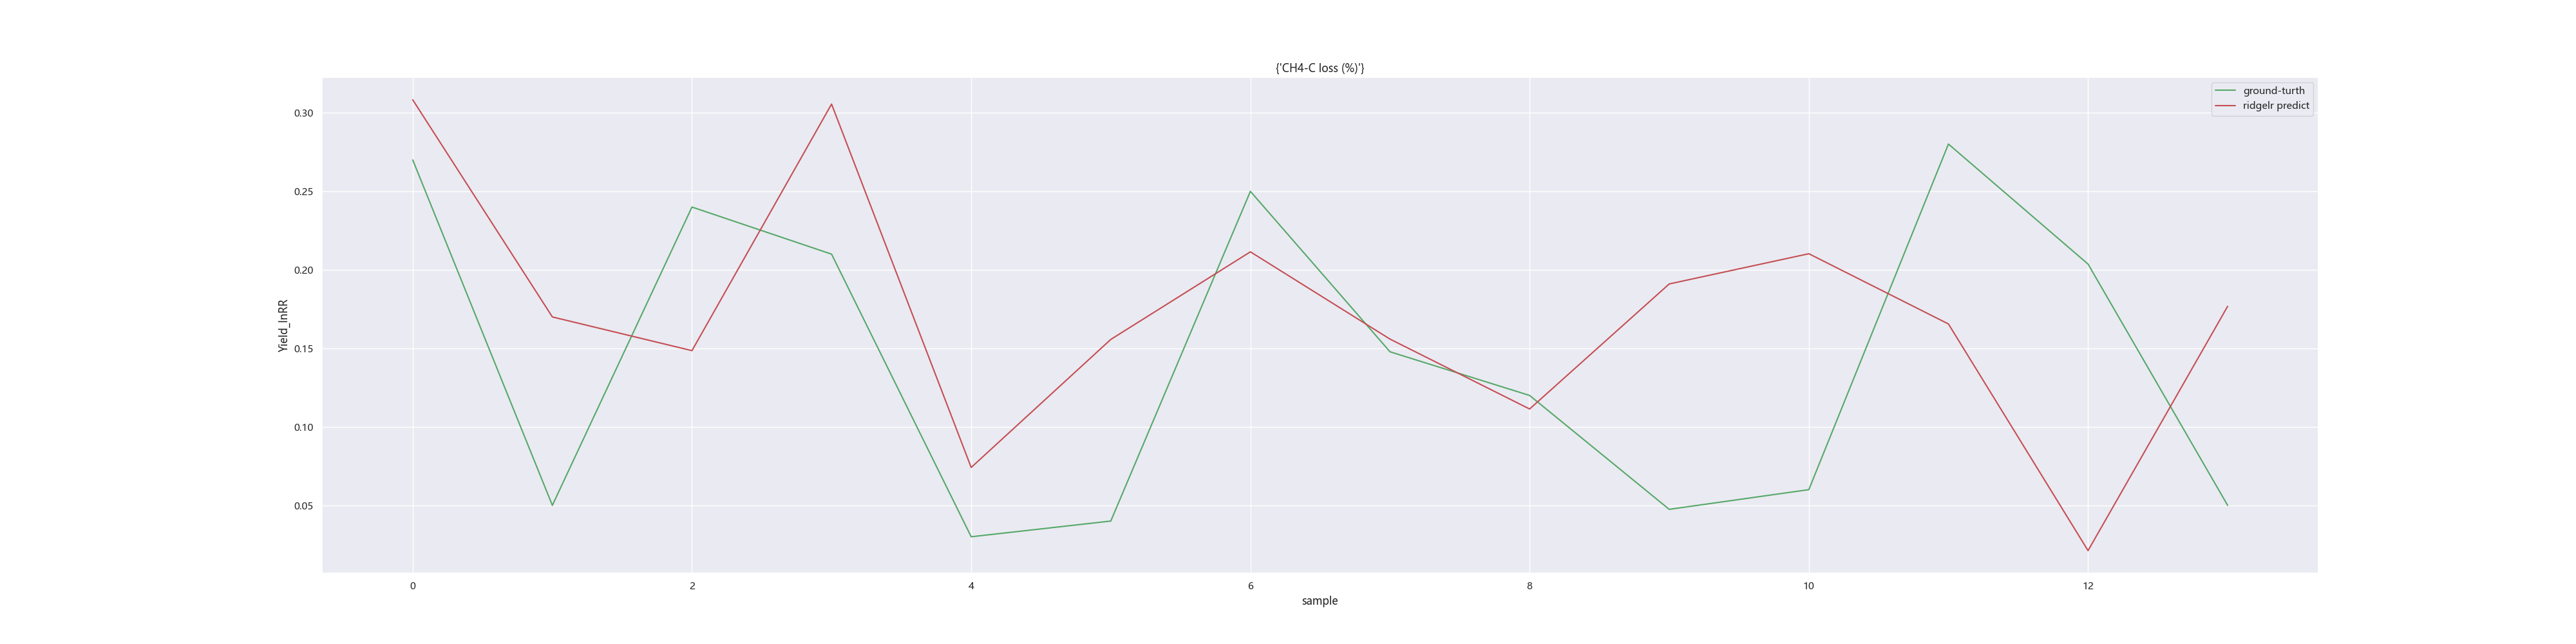 {'CH4-C loss (%)'}
ground-turth
ridgelr predict
0.30
0.25
0.20
0.15
0.10
0.05
Yield_lnRR
0 2 4 6 8 10 12
sample